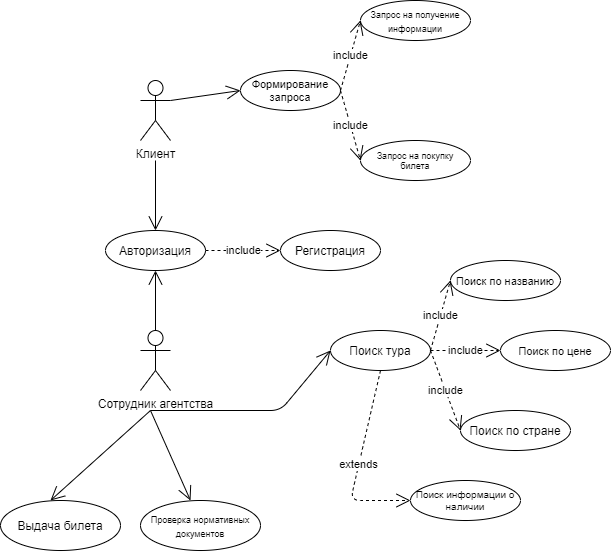 Запрос на получение
информации
include
Формирование
запроса
include
Клиент
Запрос на покупку
билета
Авторизация
include
Регистрация
Поиск по названию
include
Поиск тура
include
Поиск по цене
include
Сотрудник агентства
Поиск по стране
extends
Поиск информации о
наличии
Выдача билета
Проверка нормативных
документов